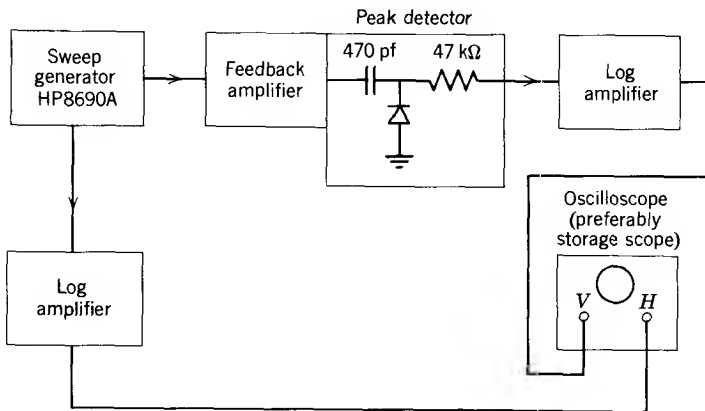 Peak detector
Sweep
generator
HP8690A
Feedback
amplifier
470 pf
47 kΩ
Log
amplifier
Oscilloscope
(preferably
storage scope)
V
H
Log
amplifier